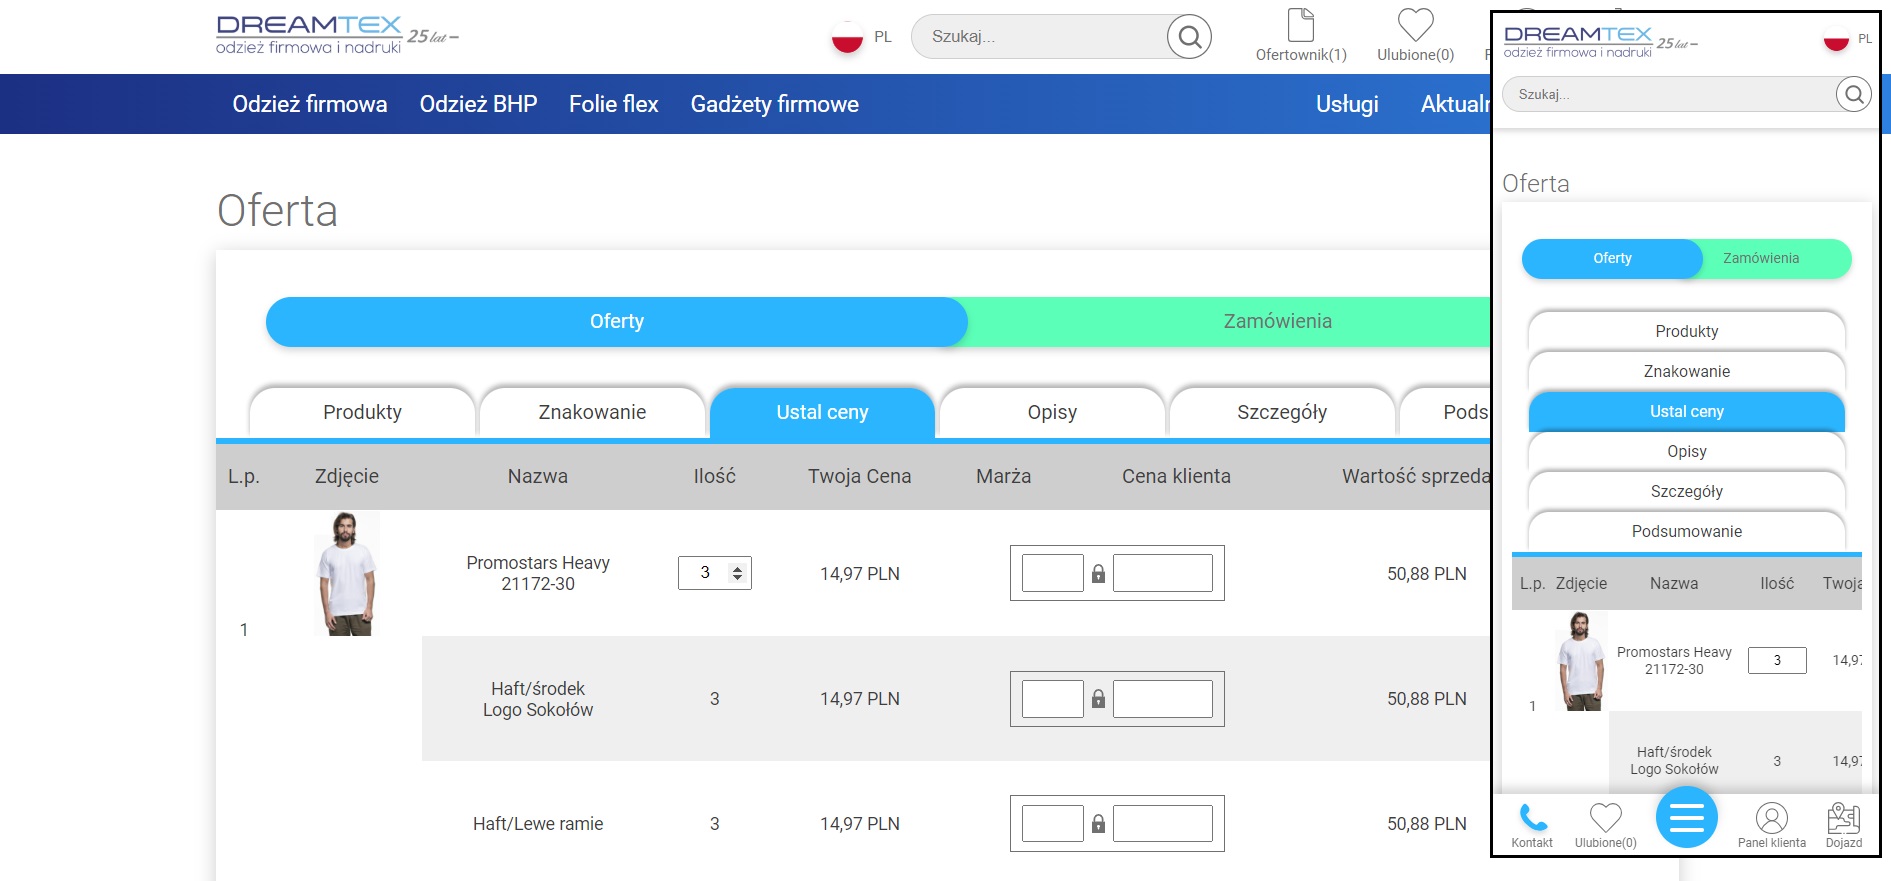 DREAMTEX 25 lat
odzież firmowa i nadruki
PL
Szukaj...
Ofertownik(1)
Ulubione(0)
Odzież firmowa
Odzież BHP
Folie flex
Gadżety firmowe
Usługi
Aktualn
Oferta
Oferty
Zamówienia
Produkty
Znakowanie
Ustal ceny
Opisy
Szczegóły
Pods
L.p. Zdjęcie Nazwa Ilość Twoja Cena Marża Cena klienta Wartość sprzeda
1
Promostars Heavy
21172-30
3
14,97 PLN
50,88 PLN
Haft/środek
Logo Sokołów
3
14,97 PLN
50,88 PLN
Haft/Lewe ramie
3
14,97 PLN
50,88 PLN
DREAMTEX 25 lat
odzież firmowa i nadruki
PL
Szukaj...
Oferta
Oferty
Zamówienia
Produkty
Znakowanie
Ustal ceny
Opisy
Szczegóły
Podsumowanie
L.p. Zdjęcie Nazwa Ilość Twoja
1
Promostars Heavy
21172-30
3
14,97
Haft/środek
Logo Sokołów
3
14,97
Kontakt
Ulubione(0)
Panel klienta
Dojazd